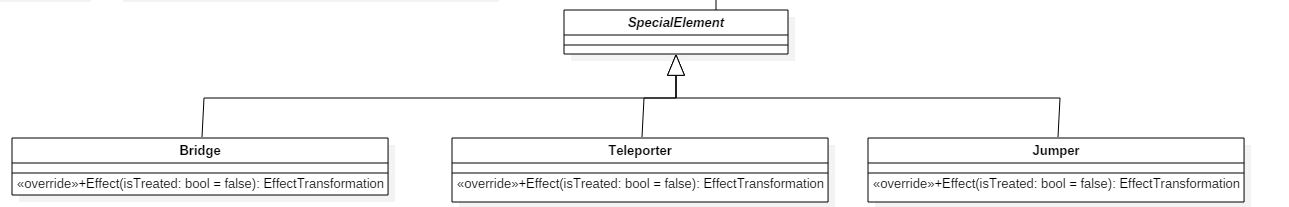 SpecialElement
Bridge
Teleporter
Jumper
«override»+Effect(isTreated: bool = false): EffectTransformation
«override»+Effect(isTreated: bool = false): EffectTransformation
«override»+Effect(isTreated: bool = false): EffectTransformation